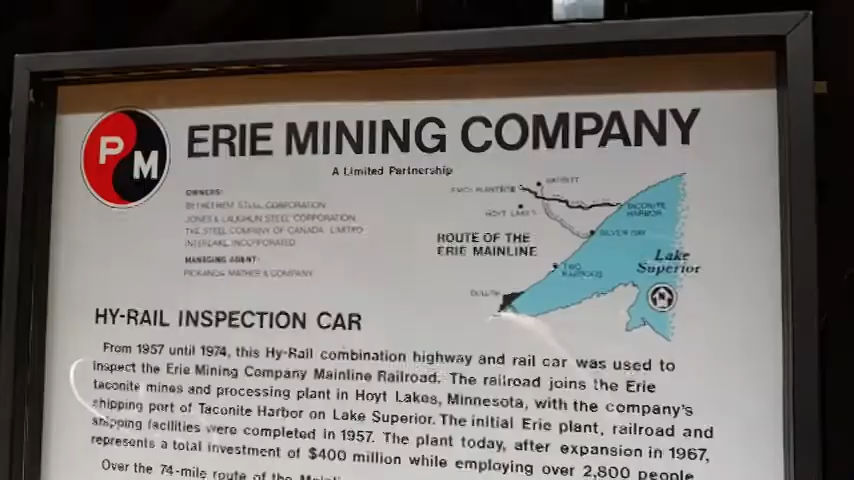 PM
ERIE MINING COMPANY
A Limited Partnership
OWNERS:
BETHLEHEM STEEL CORPORATION
JONES & LAUGHLIN STEEL CORPORATION
THE STEEL COMPANY OF CANADA, LIMITED
INTERLAKE INCORPORATED
MANAGING AGENT:
PICKANDS MATHER & COMPANY
ERIE PLANTSITE
HOYT LAKES
TACONITE
HARBOR
SILVER BAY
ROUTE OF THE
ERIE MAINLINE
TWO
HARBORS
Lake
Superior
DULUTH
N
HY-RAIL INSPECTION CAR
From 1957 until 1974, this Hy-Rail combination highway and rail car was used to
inspect the Erie Mining Company Mainline Railroad. The railroad joins the Erie
taconite mines and processing plant in Hoyt Lakes, Minnesota, with the company's
shipping port of Taconite Harbor on Lake Superior. The initial Erie plant, railroad and
shipping facilities were completed in 1957. The plant today, after expansion in 1967,
represents a total investment of $400 million while employing over 2,800 people.
Over the 74-mile route of the